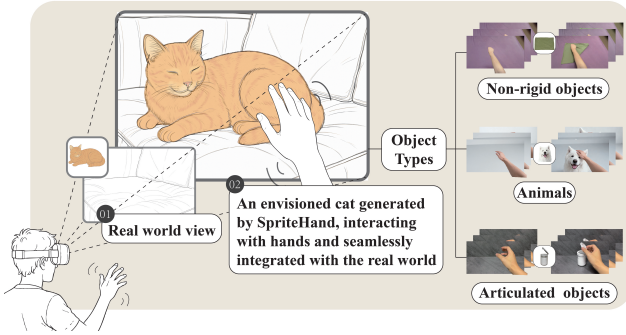 01
Real world view
02
An envisioned cat generated
by SpriteHand, interacting
with hands and seamlessly
integrated with the real world
Object
Types
Non-rigid objects
Animals
Articulated objects